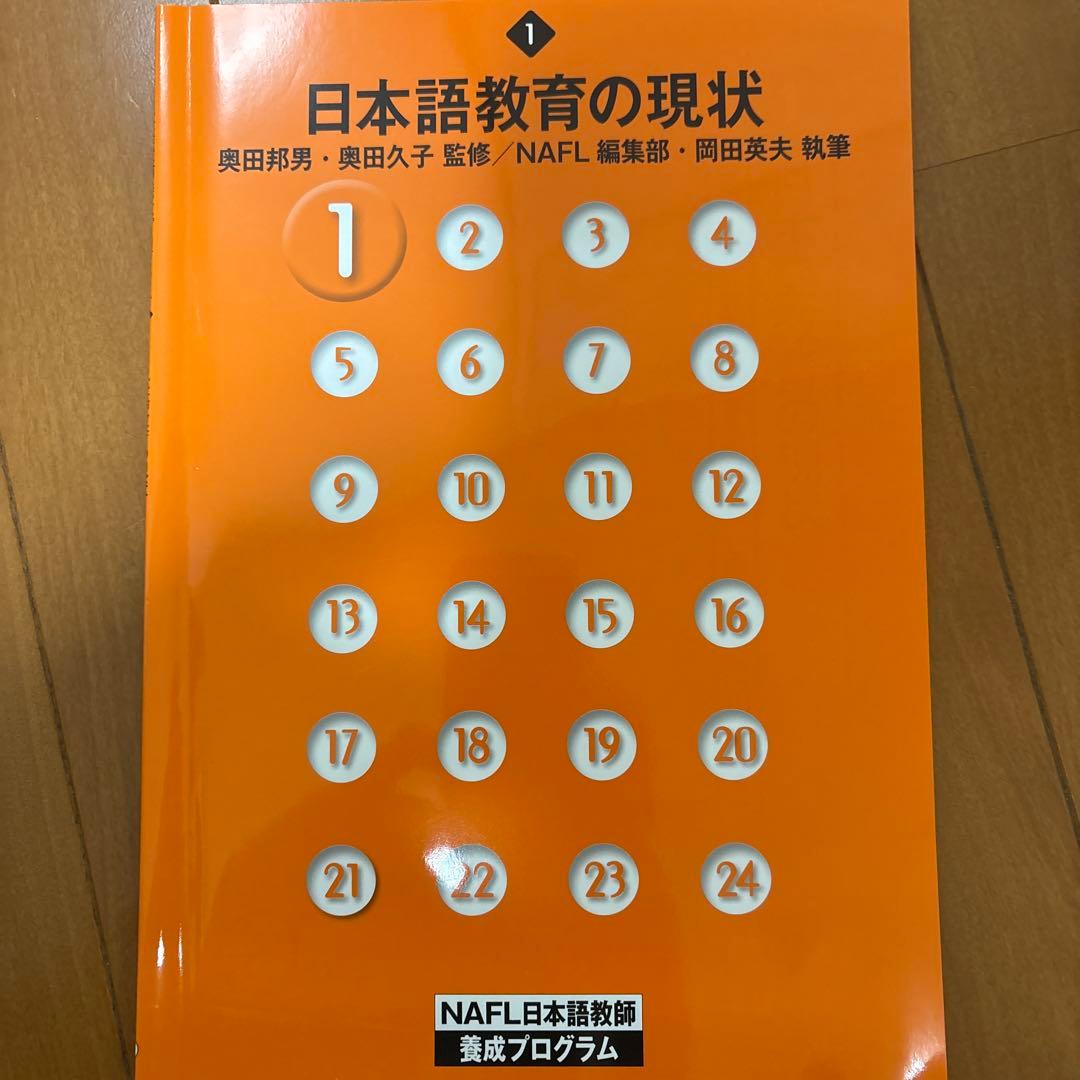 1
日本語教育の現状
奥田邦男・奥田久子 監修／NAFL 編集部・岡田英夫 執筆
1 2 3 4
5 6 7 8
9 10 11 12
13 14 15 16
17 18 19 20
21 22 23 24
NAFL日本語教師
養成プログラム